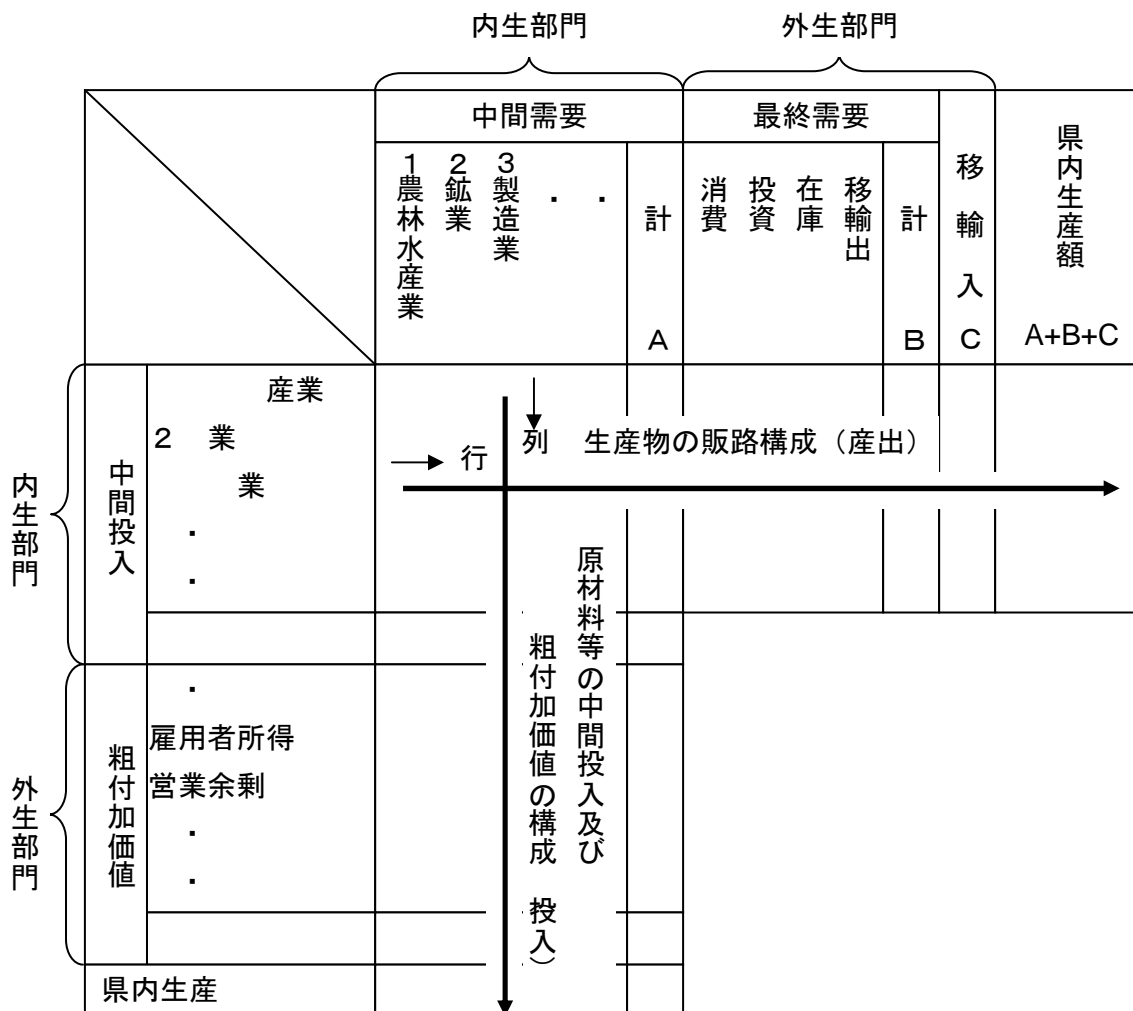 内生部門
外生部門
中間需要
最終需要
1農林水産業
2鉱業
3製造業
・
・
計 A
消費
投資
在庫
移輸出
計 B
移輸入 C
県内生産額
A+B+C
内生部門
中間投入
産業
2 業
業
・
・
列 生産物の販路構成（産出）
行
原材料等の中間投入及び
粗付加価値の構成 投入）
外生部門
粗付加価値
・
雇用者所得
営業余剰
・
・
県内生産